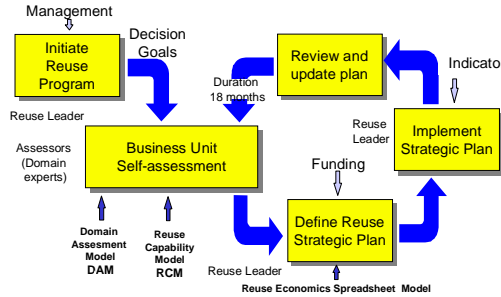 Management
Initiate
Reuse
Program
Decision
Goals
Reuse Leader
Review and
update plan
Duration
18 months
Indicato
Reuse
Leader
Implement
Strategic Plan
Assessors
(Domain
experts)
Business Unit
Self-assessment
Funding
Define Reuse
Strategic Plan
Domain
Assesment
Model
DAM
Reuse
Capability
Model
RCM
Reuse Leader
Reuse Economics Spreadsheet Model